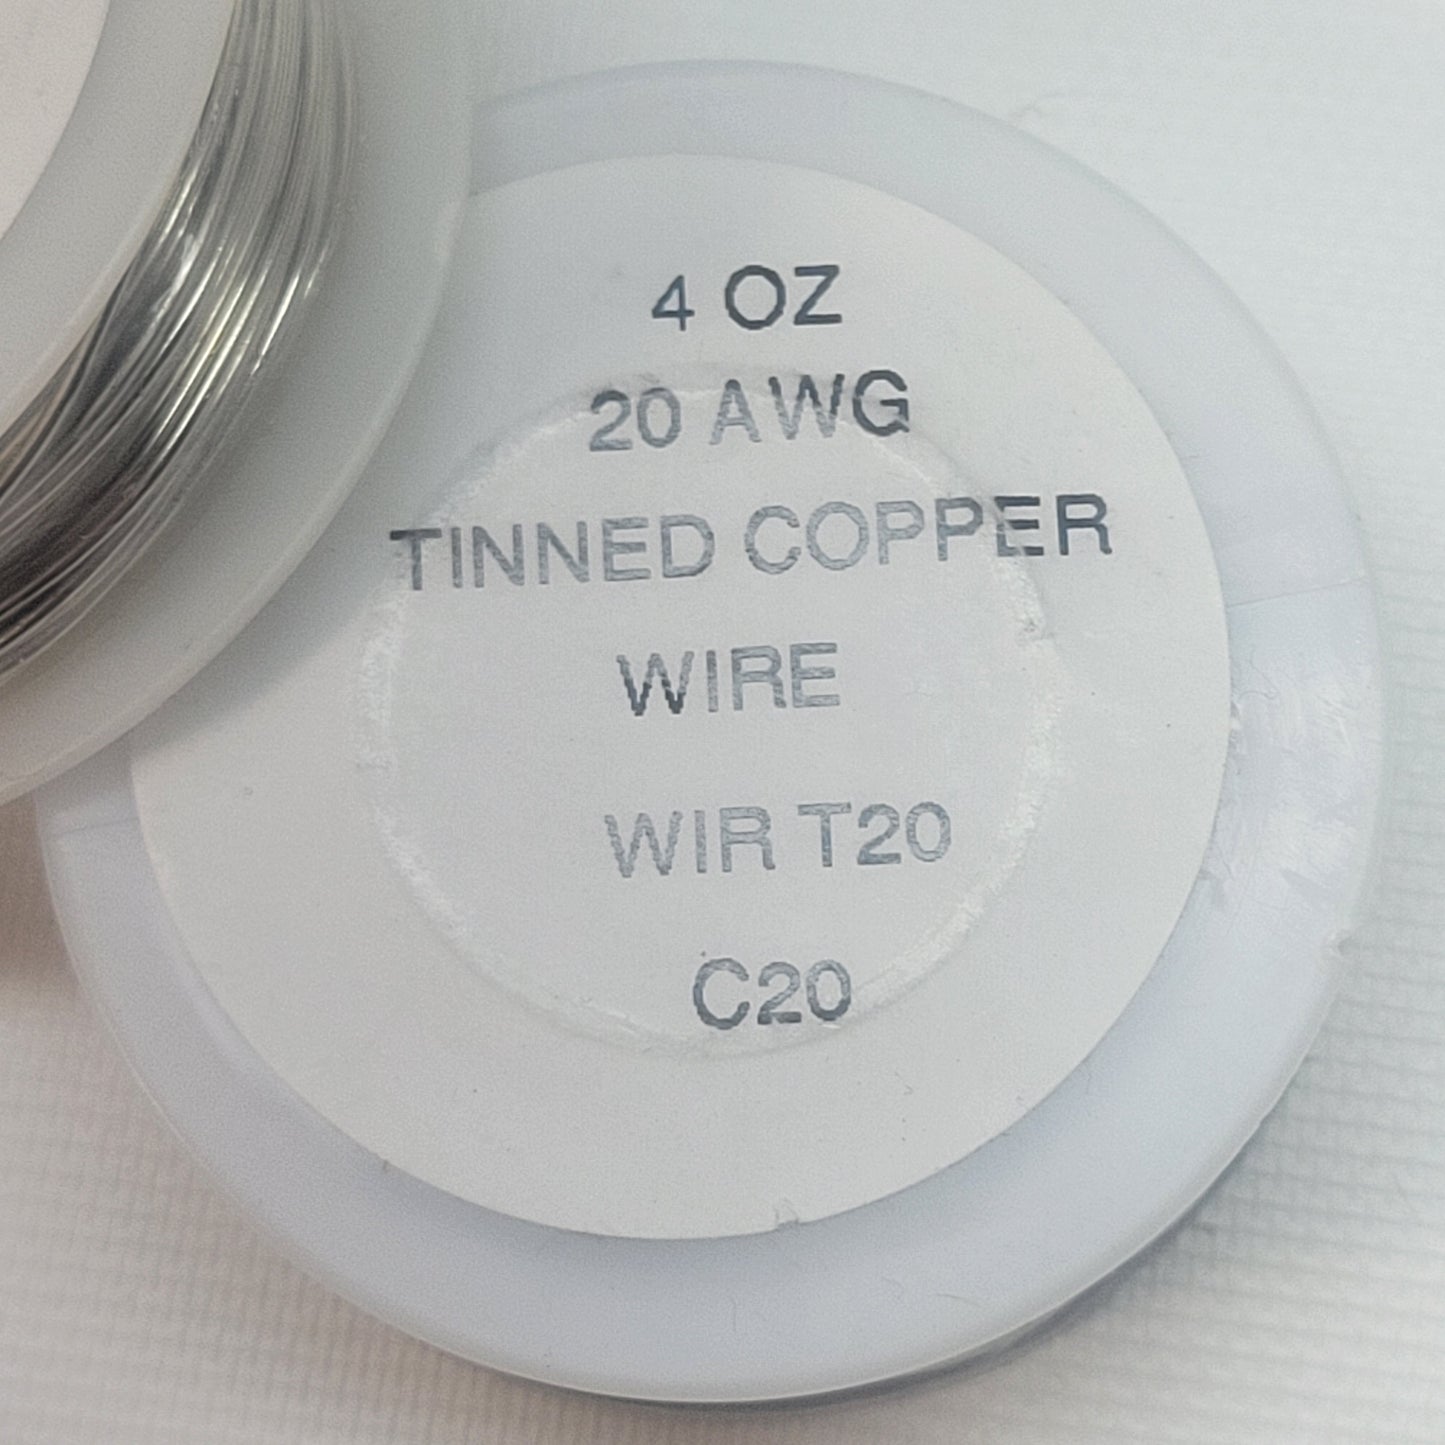 4 OZ
20 AWG
TINNED COPPER
WIRE
WIR T20
C20